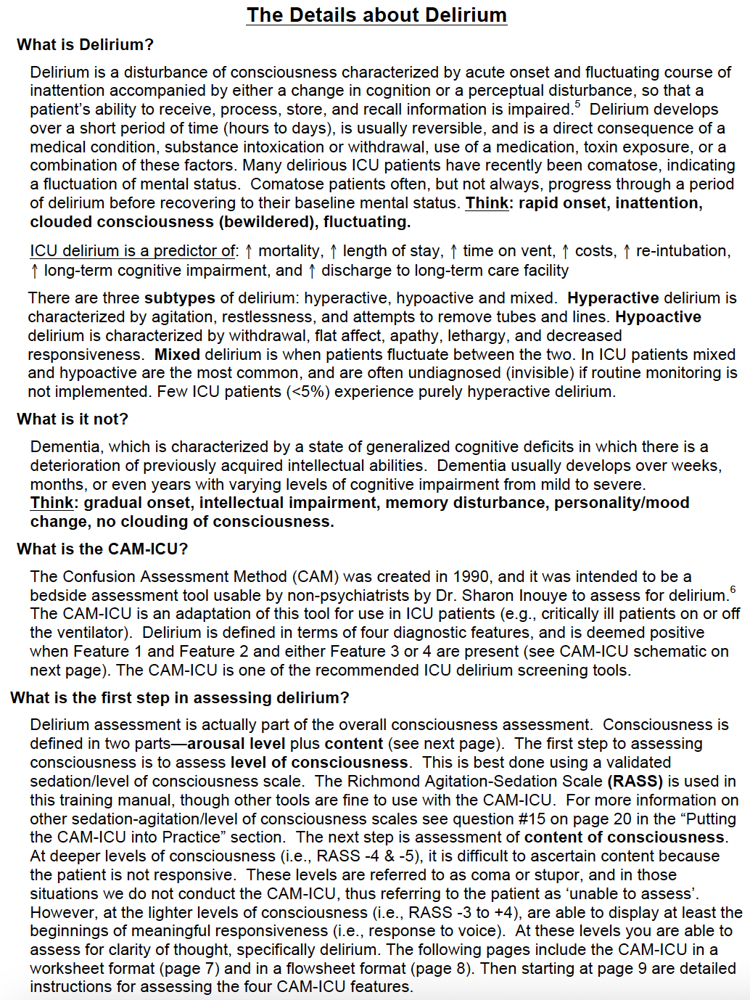 The Details about Delirium
What is Delirium?
Delirium is a disturbance of consciousness characterized by acute onset and fluctuating course of
inattention accompanied by either a change in cognition or a perceptual disturbance, so that a
patient's ability to receive, process, store, and recall information is impaired.5  Delirium develops
over a short period of time (hours to days), is usually reversible, and is a direct consequence of a
medical condition, substance intoxication or withdrawal, use of a medication, toxin exposure, or a
combination of these factors. Many delirious ICU patients have recently been comatose, indicating
a fluctuation of mental status.  Comatose patients often, but not always, progress through a period
of delirium before recovering to their baseline mental status. Think: rapid onset, inattention,
clouded consciousness (bewildered), fluctuating.
ICU delirium is a predictor of: ↑ mortality, ↑ length of stay, ↑ time on vent, ↑ costs, ↑ re-intubation,
↑ long-term cognitive impairment, and ↑ discharge to long-term care facility
There are three subtypes of delirium: hyperactive, hypoactive and mixed.  Hyperactive delirium is
characterized by agitation, restlessness, and attempts to remove tubes and lines. Hypoactive
delirium is characterized by withdrawal, flat affect, apathy, lethargy, and decreased
responsiveness.  Mixed delirium is when patients fluctuate between the two. In ICU patients mixed
and hypoactive are the most common, and are often undiagnosed (invisible) if routine monitoring is
not implemented. Few ICU patients (<5%) experience purely hyperactive delirium.
What is it not?
Dementia, which is characterized by a state of generalized cognitive deficits in which there is a
deterioration of previously acquired intellectual abilities.  Dementia usually develops over weeks,
months, or even years with varying levels of cognitive impairment from mild to severe.
Think: gradual onset, intellectual impairment, memory disturbance, personality/mood
change, no clouding of consciousness.
What is the CAM-ICU?
The Confusion Assessment Method (CAM) was created in 1990, and it was intended to be a
bedside assessment tool usable by non-psychiatrists by Dr. Sharon Inouye to assess for delirium.6
The CAM-ICU is an adaptation of this tool for use in ICU patients (e.g., critically ill patients on or off
the ventilator).  Delirium is defined in terms of four diagnostic features, and is deemed positive
when Feature 1 and Feature 2 and either Feature 3 or 4 are present (see CAM-ICU schematic on
next page). The CAM-ICU is one of the recommended ICU delirium screening tools.
What is the first step in assessing delirium?
Delirium assessment is actually part of the overall consciousness assessment.  Consciousness is
defined in two parts—arousal level plus content (see next page).  The first step to assessing
consciousness is to assess level of consciousness.  This is best done using a validated
sedation/level of consciousness scale.  The Richmond Agitation-Sedation Scale (RASS) is used in
this training manual, though other tools are fine to use with the CAM-ICU.  For more information on
other sedation-agitation/level of consciousness scales see question #15 on page 20 in the “Putting
the CAM-ICU into Practice” section.  The next step is assessment of content of consciousness.
At deeper levels of consciousness (i.e., RASS -4 & -5), it is difficult to ascertain content because
the patient is not responsive.  These levels are referred to as coma or stupor, and in those
situations we do not conduct the CAM-ICU, thus referring to the patient as ‘unable to assess’.
However, at the lighter levels of consciousness (i.e., RASS -3 to +4), are able to display at least the
beginnings of meaningful responsiveness (i.e., response to voice).  At these levels you are able to
assess for clarity of thought, specifically delirium. The following pages include the CAM-ICU in a
worksheet format (page 7) and in a flowsheet format (page 8). Then starting at page 9 are detailed
instructions for assessing the four CAM-ICU features.